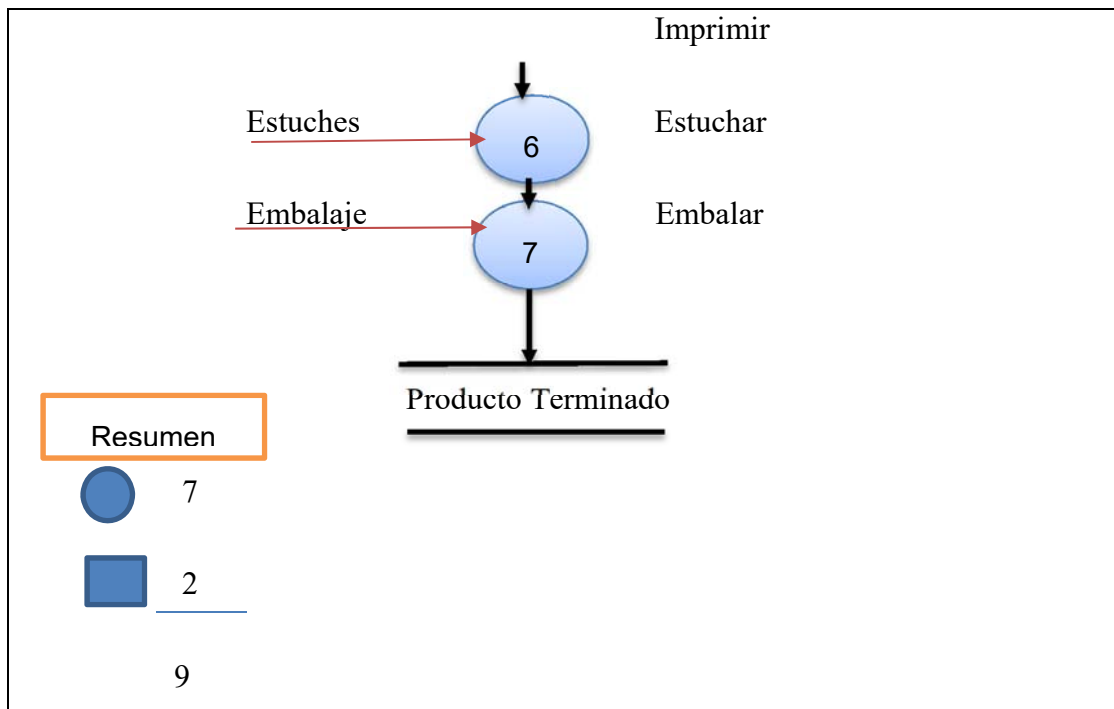 Imprimir
Estuches
6
Estuchar
Embalaje
7
Embalar
Producto Terminado
Resumen
7
2
9